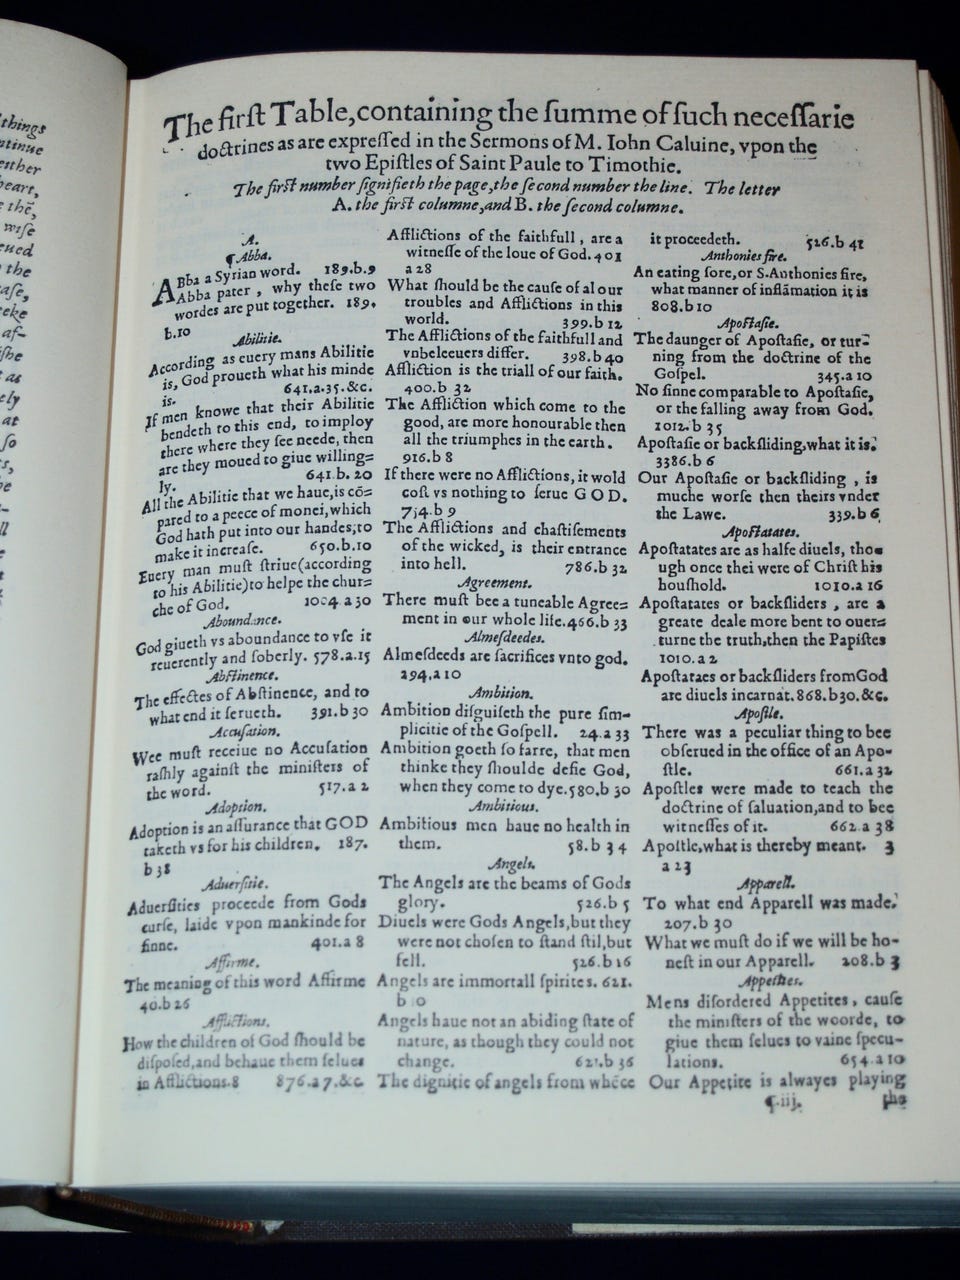 things
ntinue
either
heart,
the,
wiſe
eued
the
aſe,
eke
af-
ſhe
t as
ely
at
ſo
The firſt Table, containing the ſumme of ſuch neceſſarie
doctrines as are expreſſed in the Sermons of M. Iohn Caluine, vpon the
two Epiſtles of Saint Paule to Timothie.
The firſt number ſignifieth the page, the ſecond number the line. The letter
A. the firſt columne, and B. the ſecond columne.
A.
¶ Abba.
ABba a Syrian word. 189.b.9
Abba pater, why theſe two
wordes are put together. 189.
b.10
Abilitie.
According as euery mans Abilitie
is, God proueth what his minde
is. 641.a.35.&c.
If men knowe that their Abilitie
bendeth to this end, to imploy
there where they ſee neede, then
are they moued to giue willing=
ly. 641.b.20
All the Abilitie that we haue, is cõ=
pared to a peece of monei, which
God hath put into our handes; to
make it increaſe. 650.b.10
Euery man muſt ſtriue (according
to his Abilitie) to helpe the chur=
che of God. 1004 a 30
Aboundance.
God giueth vs aboundance to vſe it
reuerently and ſoberly. 578.a.15
Abſtinence.
The effectes of Abſtinence, and to
what end it ſerueth. 391.b 30
Accuſation.
Wee muſt receiue no Accuſation
raſhly againſt the miniſters of
the word. 517.a 2
Adoption.
Adoption is an aſſurance that GOD
taketh vs for his children. 187.
b 38
Aduerſitie.
Aduerſities proceede from Gods
curſe, laide vpon mankinde for
ſinne. 401.a 8
Affirme.
The meaning of this word Affirme
40.b 26
Afflictions.
How the children of God ſhould be
diſpoſed, and behaue them ſelues
in Afflictions.8 876.a 7.&c
Afflictions of the faithfull, are a
witneſſe of the loue of God. 401
a 28
What ſhould be the cauſe of al our
troubles and Afflictions in this
world. 399.b 12
The Afflictions of the faithfull and
vnbeleeuers differ. 398.b 40
Affliction is the triall of our faith.
400.b 32
The Affliction which come to the
good, are more honourable then
all the triumphes in the earth.
916.b 8
If there were no Afflictions, it wold
coſt vs nothing to ſerue GOD.
734.b 9
The Afflictions and chaſtiſements
of the wicked, is their entrance
into hell. 786.b 32
Agreement.
There muſt bee a tuneable Agree=
ment in our whole life. 466.b 33
Almeſdeedes.
Almeſdeeds are ſacrifices vnto god.
294.a 10
Ambition.
Ambition diſguiſeth the pure ſim-
plicitie of the Goſpell. 24.a 33
Ambition goeth ſo farre, that men
thinke they ſhoulde defie God,
when they come to dye. 580.b 30
Ambitious.
Ambitious men haue no health in
them. 58.b 34
Angels.
The Angels are the beams of Gods
glory. 526.b 5
Diuels were Gods Angels, but they
were not choſen to ſtand ſtil, but
fell. 526.b 16
Angels are immortall ſpirites. 621.
b 0
Angels haue not an abiding ſtate of
nature, as though they could not
change. 621.b 36
The dignitie of angels from whẽce
it proceedeth. 526.b 41
Anthonies fire.
An eating ſore, or S. Anthonies fire,
what manner of inflãmation it is
808.b 10
Apoſtaſie.
The daunger of Apoſtaſie, or tur=
ning from the doctrine of the
Goſpel. 345.a 10
No ſinne comparable to Apoſtaſie,
or the falling away from God.
1012.b 35
Apoſtaſie or backſliding, what it is.
3386.b 6
Our Apoſtaſie or backſliding, is
muche worſe then theirs vnder
the Lawe. 339.b 6
Apoſtatates.
Apoſtatates are as halfe diuels, tho=
ugh once thei were of Chriſt his
houſhold. 1010.a 16
Apoſtatates or backſliders, are a
greate deale more bent to ouer=
turne the truth, then the Papiſtes
1010.a 2
Apoſtataes or backſliders from God
are diuels incarnat. 868.b30.&c.
Apoſtle.
There was a peculiar thing to bee
obſerued in the office of an Apo-
ſtle. 661.a 32
Apoſtles were made to teach the
doctrine of ſaluation, and to bee
witneſſes of it. 662.a 38
Apoſtle, what is thereby meant. 3
a 23
Apparell.
To what end Apparell was made.
207.b 30
What we muſt do if we will be ho-
neſt in our Apparell. 208.b 3
Appetites.
Mens diſordered Appetites, cauſe
the miniſters of the woorde, to
giue them ſelues to vaine ſpecu-
lations. 654.a 10
Our Appetite is alwayes playing
¶.iij. the